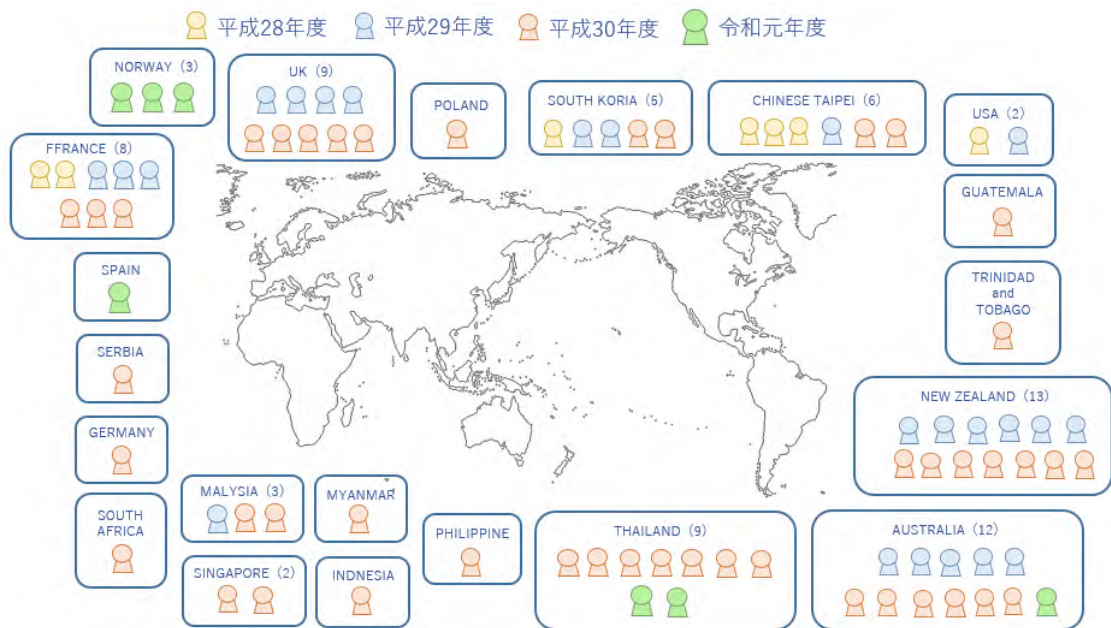 平成28年度 平成29年度 平成30年度 令和元年度
NORWAY (3)
UK (9)
POLAND
SOUTH KORIA (5)
CHINESE TAIPEI (6)
USA (2)
FFRANCE (8)
GUATEMALA
SPAIN
TRINIDAD
and
TOBAGO
SERBIA
NEW ZEALAND (13)
GERMANY
MALYSIA (3)
MYANMAR
SOUTH
AFRICA
PHILIPPINE
THAILAND (9)
AUSTRALIA (12)
SINGAPORE (2)
INDNESIA